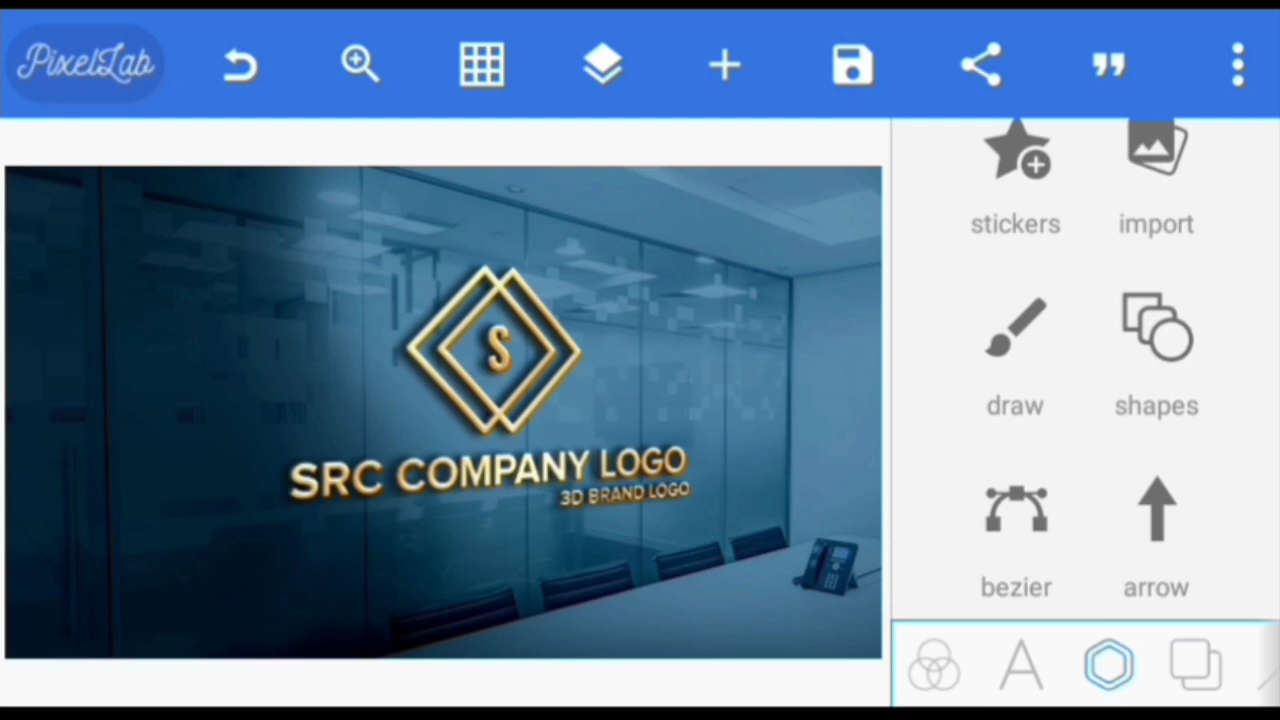 PixelLab
stickers
import
S
SRC COMPANY LOGO
3D BRAND LOGO
draw
shapes
bezier
arrow